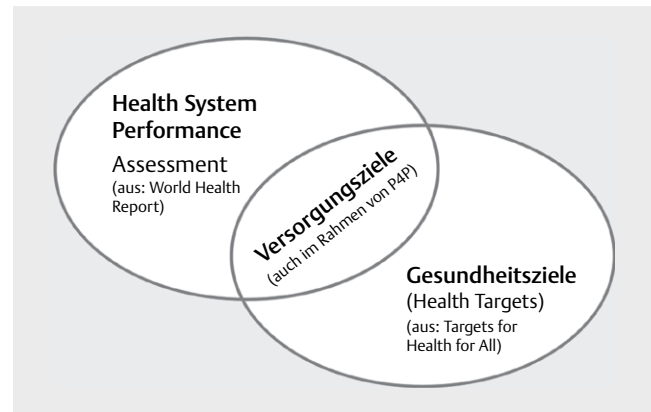 Health System
Performance
Assessment
(aus: World Health
Report)
Versorgungsziele
(auch im Rahmen von P4P)
Gesundheitsziele
(Health Targets)
(aus: Targets for
Health for All)